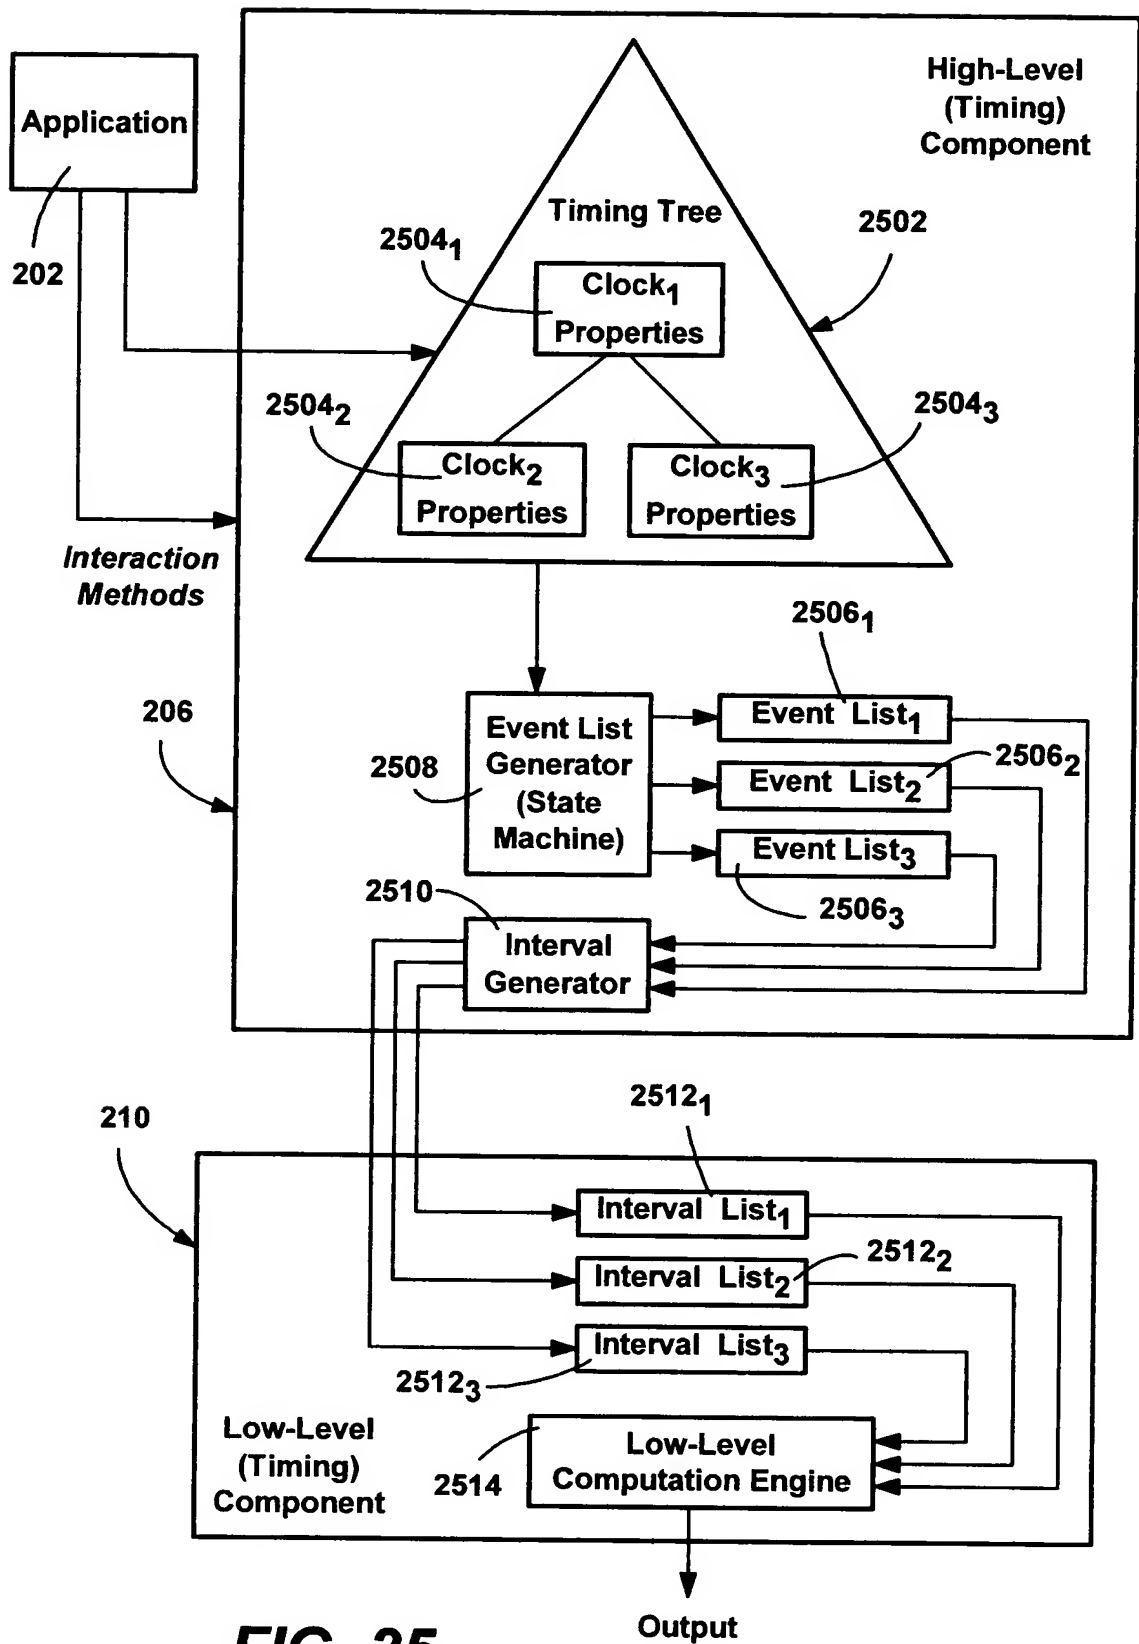 High-Level
(Timing)
Component
Application
202
Timing Tree
2502
2504₁
Clock₁
Properties
2504₂
2504₃
Clock₂
Properties
Clock₃
Properties
Interaction
Methods
2506₁
206
Event List
Generator
(State
Machine)
2508
Event List₁
Event List₂
2506₂
Event List₃
2506₃
2510
Interval
Generator
210
2512₁
Interval List₁
Interval List₂
2512₂
Interval List₃
2512₃
Low-Level
(Timing)
Component
2514
Low-Level
Computation Engine
Output
FIG. 25